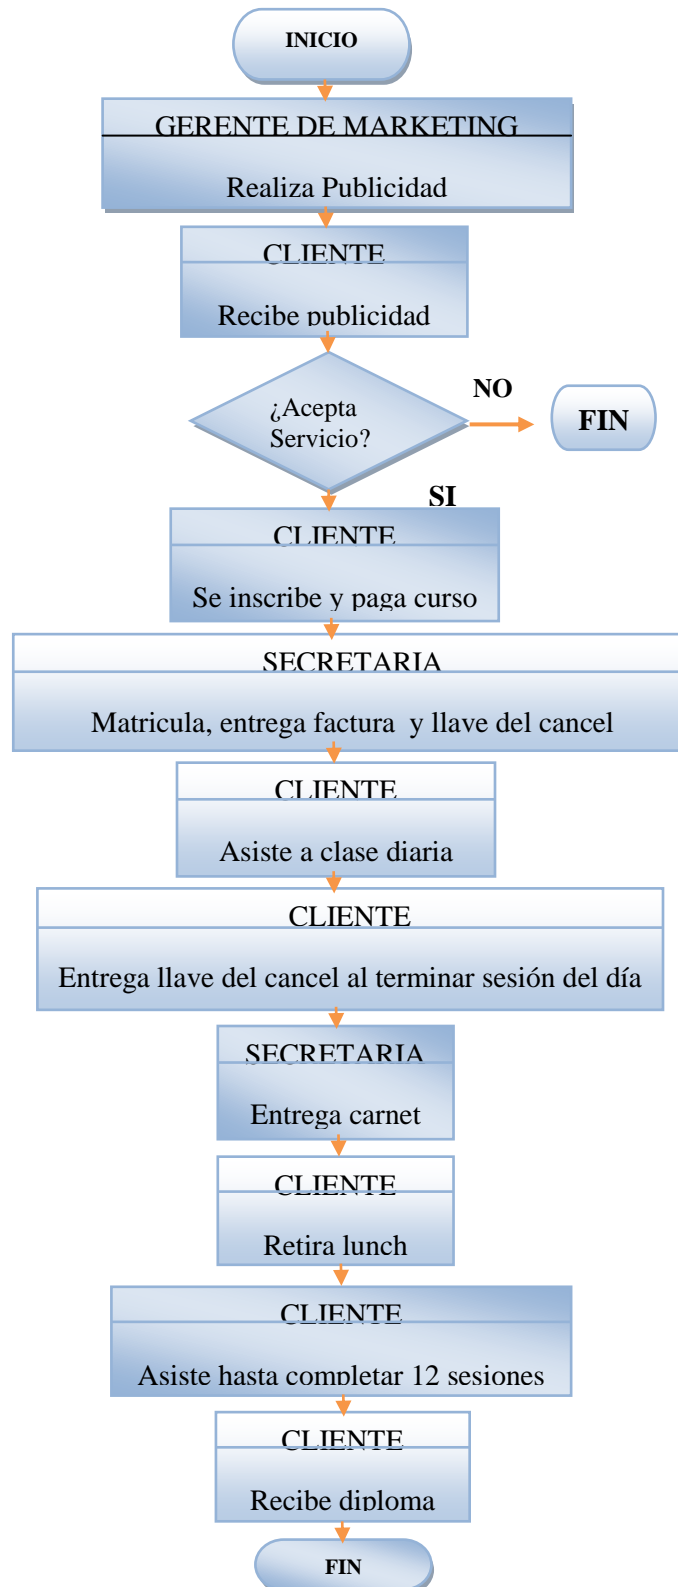 INICIO
GERENTE DE MARKETING
Realiza Publicidad
CLIENTE
Recibe publicidad
¿Acepta
Servicio?
NO
FIN
SI
CLIENTE
Se inscribe y paga curso
SECRETARIA
Matricula, entrega factura  y llave del cancel
CLIENTE
Asiste a clase diaria
CLIENTE
Entrega llave del cancel al terminar sesión del día
SECRETARIA
Entrega carnet
CLIENTE
Retira lunch
CLIENTE
Asiste hasta completar 12 sesiones
CLIENTE
Recibe diploma
FIN